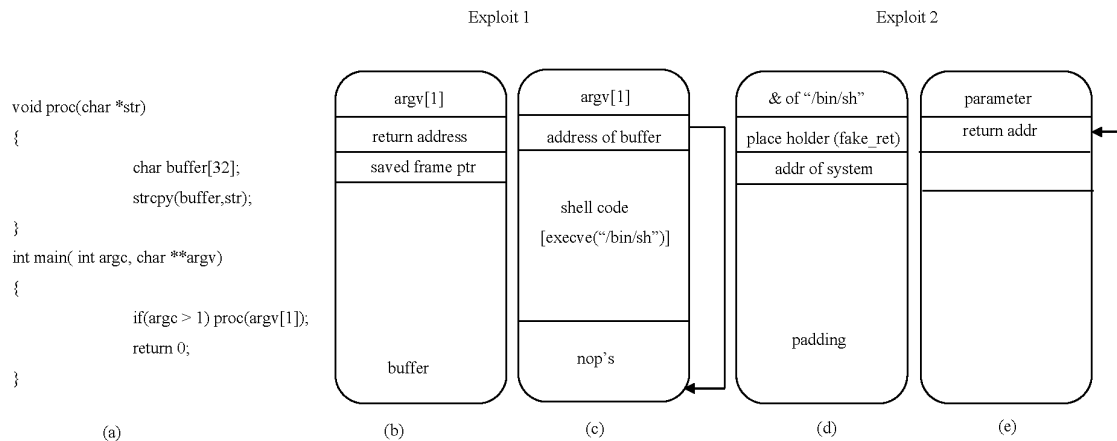 Exploit 1
Exploit 2
void proc(char *str)
{
char buffer[32];
strcpy(buffer,str);
}
int main( int argc, char **argv)
{
if(argc > 1) proc(argv[1]);
return 0;
}
(a)
argv[1]
return address
saved frame ptr
buffer
(b)
argv[1]
address of buffer
shell code
[execve(“/bin/sh”)]
nop’s
(c)
& of “/bin/sh”
place holder (fake_ret)
addr of system
padding
(d)
parameter
return addr
(e)